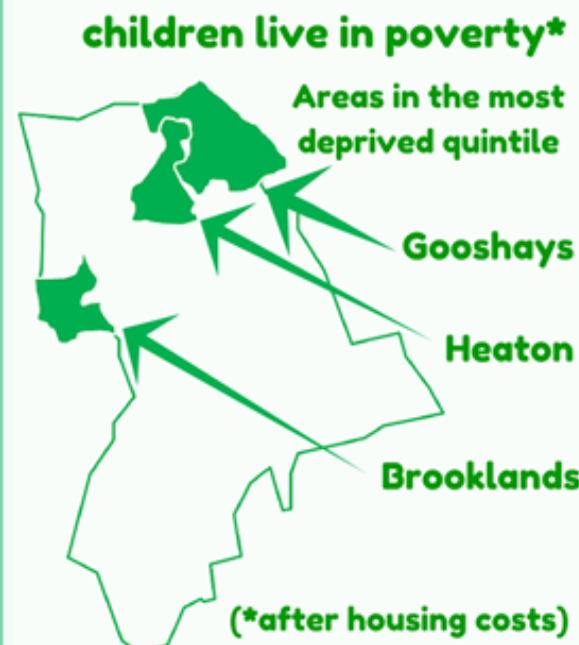 children live in poverty*
Areas in the most
deprived quintile
Gooshays
Heaton
Brooklands
(*after housing costs)